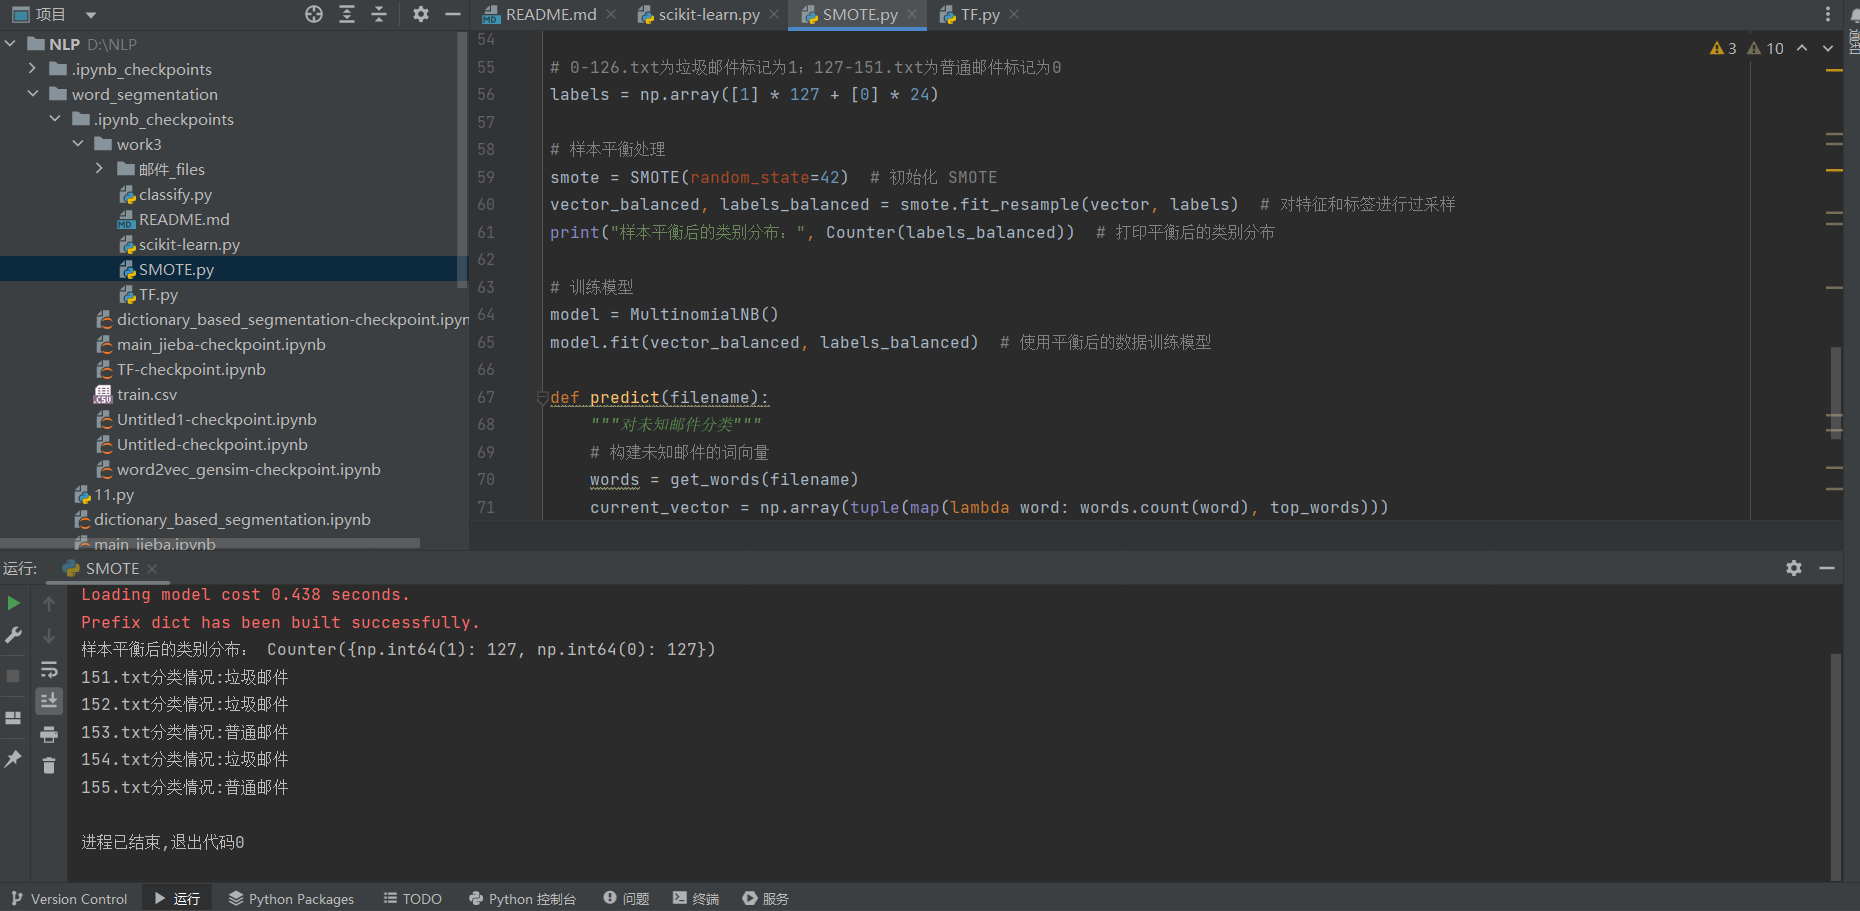 项目
README.md
scikit-learn.py
SMOTE.py
TF.py
NLP D:\NLP
.ipynb_checkpoints
word_segmentation
.ipynb_checkpoints
work3
邮件_files
classify.py
README.md
scikit-learn.py
SMOTE.py
TF.py
dictionary_based_segmentation-checkpoint.ipyn
main_jieba-checkpoint.ipynb
TF-checkpoint.ipynb
train.csv
Untitled1-checkpoint.ipynb
Untitled-checkpoint.ipynb
word2vec_gensim-checkpoint.ipynb
11.py
dictionary_based_segmentation.ipynb
main_jieba.ipynb
3 10
通知
54
55 # 0-126.txt为垃圾邮件标记为1；127-151.txt为普通邮件标记为0
56 labels = np.array([1] * 127 + [0] * 24)
57
58 # 样本平衡处理
59 smote = SMOTE(random_state=42)  # 初始化 SMOTE
60 vector_balanced, labels_balanced = smote.fit_resample(vector, labels)  # 对特征和标签进行过采样
61 print("样本平衡后的类别分布：", Counter(labels_balanced))  # 打印平衡后的类别分布
62
63 # 训练模型
64 model = MultinomialNB()
65 model.fit(vector_balanced, labels_balanced)  # 使用平衡后的数据训练模型
66
67 def predict(filename):
68 """对未知邮件分类"""
69 # 构建未知邮件的词向量
70 words = get_words(filename)
71 current_vector = np.array(tuple(map(lambda word: words.count(word), top_words)))
运行: SMOTE
Loading model cost 0.438 seconds.
Prefix dict has been built successfully.
样本平衡后的类别分布： Counter({np.int64(1): 127, np.int64(0): 127})
151.txt分类情况:垃圾邮件
152.txt分类情况:垃圾邮件
153.txt分类情况:普通邮件
154.txt分类情况:垃圾邮件
155.txt分类情况:普通邮件
进程已结束,退出代码0
Version Control 运行 Python Packages TODO Python 控制台 问题 终端 服务